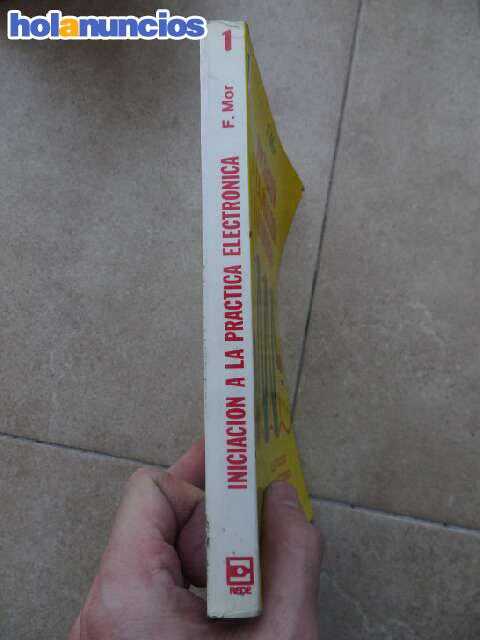 holanuncios
1
F. Mor
INICIACION A LA PRACTICA ELECTRONICA
REDE